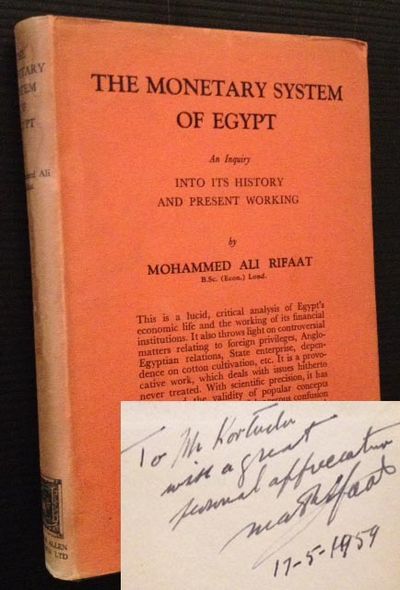 THE
MONETARY
SYSTEM
OF
EGYPT
Ali
ALLEN
LTD
THE MONETARY SYSTEM
OF EGYPT
An Inquiry
INTO ITS HISTORY
AND PRESENT WORKING
by
MOHAMMED ALI RIFAAT
B.Sc. (Econ.) Lond.
This is a lucid, critical analysis of Egypt's
economic life and the working of its financial
institutions. It also throws light on controversial
matters relating to foreign privileges, Anglo-
Egyptian relations, State enterprise, depen-
dence on cotton cultivation, etc. It is a provo-
cative work, which deals with issues hitherto
never treated. With scientific precision, it has
the validity of popular concepts
confusion
To Mr
with a great
personal appreciation
17-5-1959